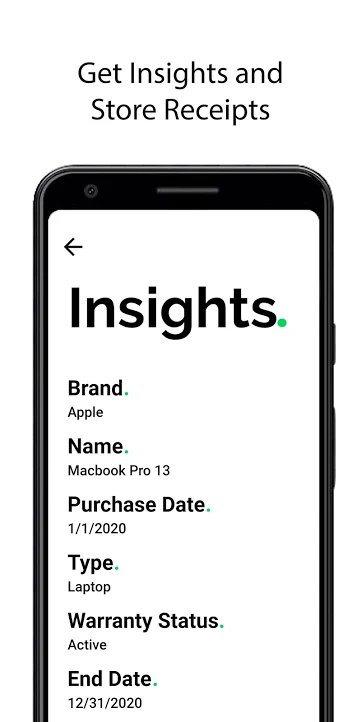 Get Insights and
Store Receipts
Insights.
Brand.
Apple
Name.
Macbook Pro 13
Purchase Date.
1/1/2020
Type.
Laptop
Warranty Status.
Active
End Date.
12/31/2020